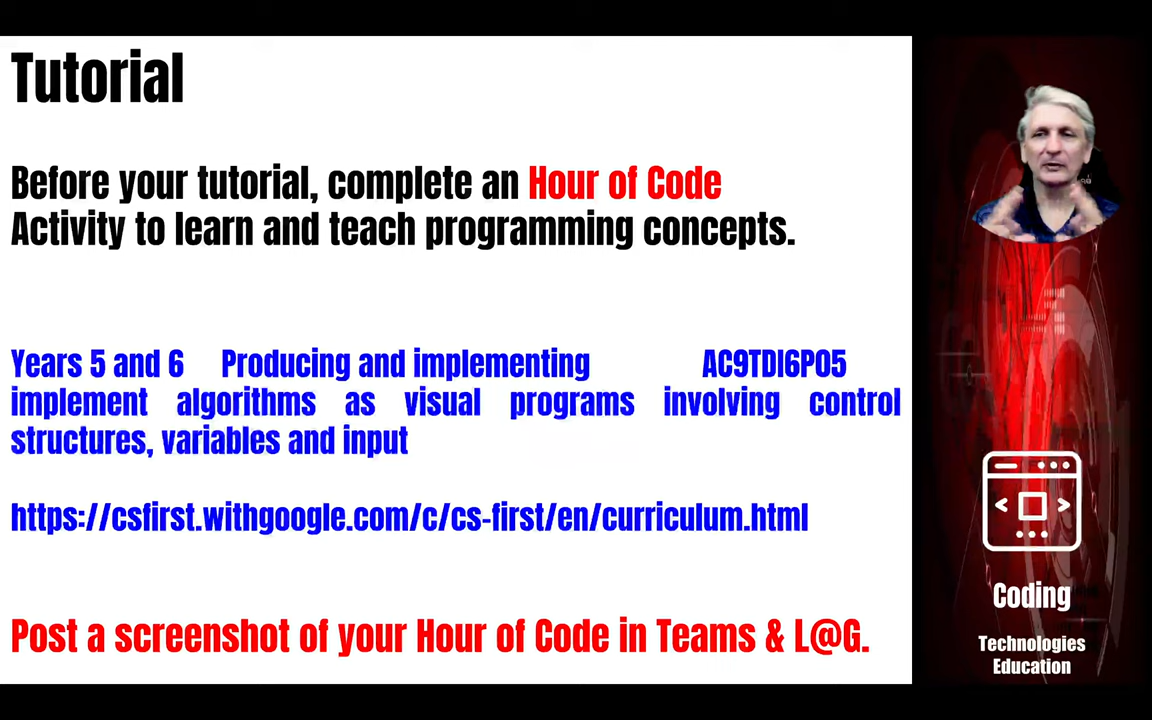 Tutorial
Before your tutorial, complete an Hour of Code
Activity to learn and teach programming concepts.
Years 5 and 6 Producing and implementing AC9TDI6P05
implement algorithms as visual programs involving control
structures, variables and input
https://csfirst.withgoogle.com/c/cs-first/en/curriculum.html
Post a screenshot of your Hour of Code in Teams & L@G.
Coding
Technologies
Education